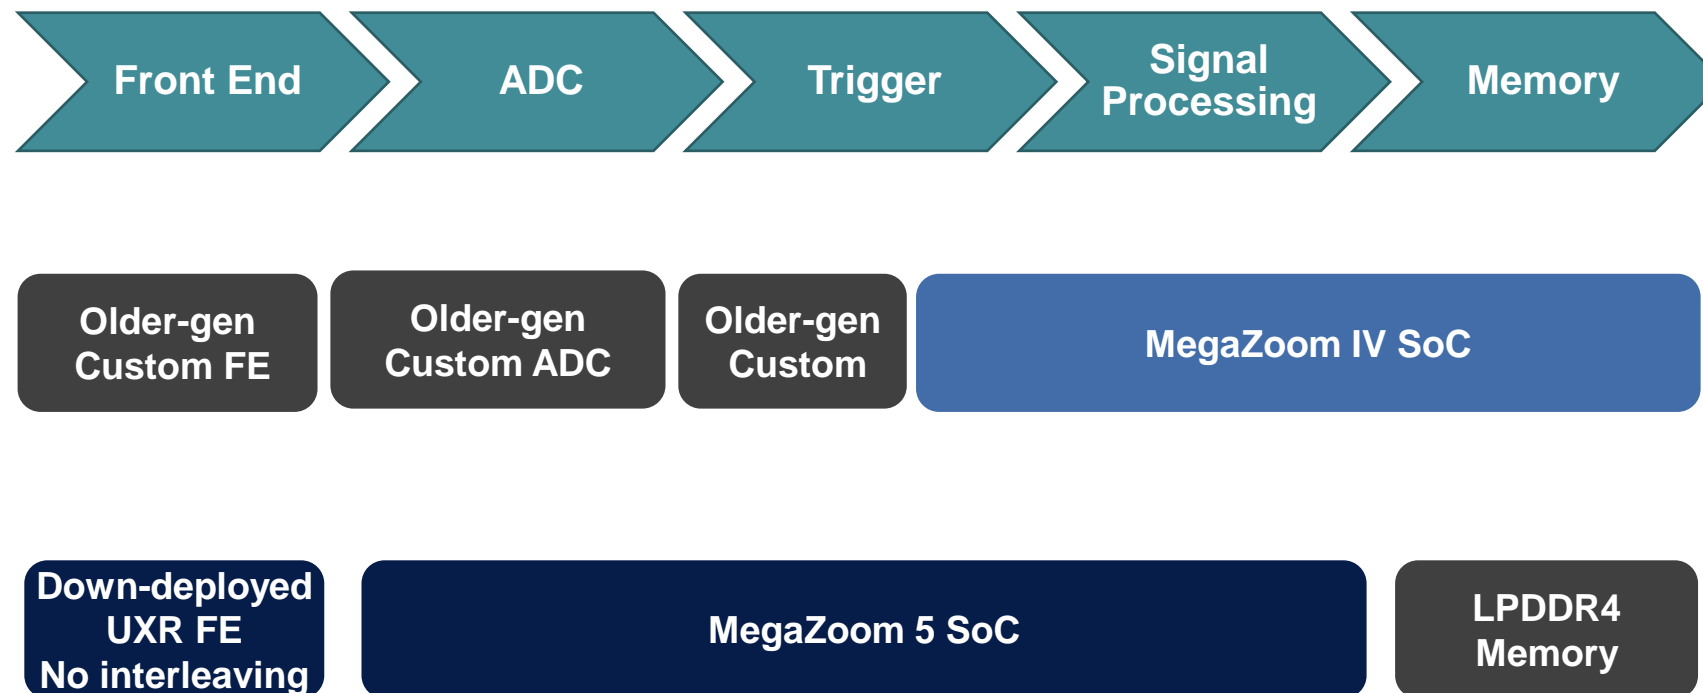 Front End
ADC
Trigger
Signal
Processing
Memory
Older-gen
Custom FE
Older-gen
Custom ADC
Older-gen
Custom
MegaZoom IV SoC
Down-deployed
UXR FE
No interleaving
MegaZoom 5 SoC
LPDDR4
Memory